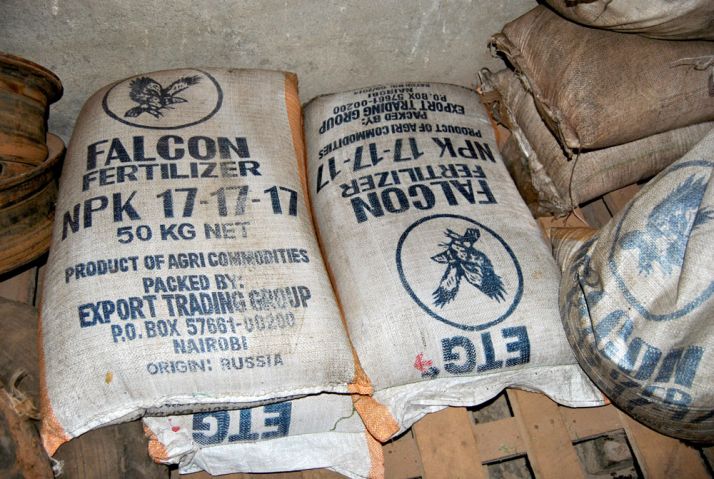 FALCON
FERTILIZER
NPK 17-17-17
50 KG NET
PRODUCT OF AGRI COMMODITIES
PACKED BY:
EXPORT TRADING GROUP
P.O. BOX 57661-00200
NAIROBI
ORIGIN: RUSSIA
ETG
ETG
FALCON
FERTILIZER
NPK 17-17-17
PRODUCT OF AGRI COMMODITIES
PACKED BY:
EXPORT TRADING GROUP
P.O. BOX 57661-00200
NAIROBI